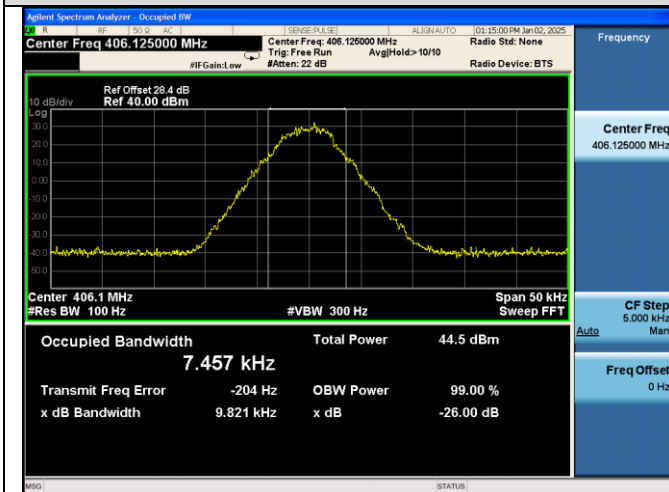 Agilent Spectrum Analyzer - Occupied BW
R RF 50 Ω AC SENSE:PULSE ALIGN AUTO 01:15:00 PM Jan 02, 2025
Center Freq 406.125000 MHz
Center Freq: 406.125000 MHz
Radio Std: None
Trig: Free Run Avg|Hold:>10/10
#IFGain:Low #Atten: 22 dB Radio Device: BTS
Frequency
Ref Offset 28.4 dB
10 dB/div Ref 40.00 dBm
Log
30.0
20.0
10.0
0.00
-10.0
-20.0
-30.0
-40.0
-50.0
Center Freq
406.125000 MHz
Center 406.1 MHz Span 50 kHz
#Res BW 100 Hz #VBW 300 Hz Sweep FFT
CF Step
5.000 kHz
Auto Man
Occupied Bandwidth Total Power 44.5 dBm
7.457 kHz
Transmit Freq Error -204 Hz OBW Power 99.00 %
x dB Bandwidth 9.821 kHz x dB -26.00 dB
Freq Offset
0 Hz
MSG STATUS